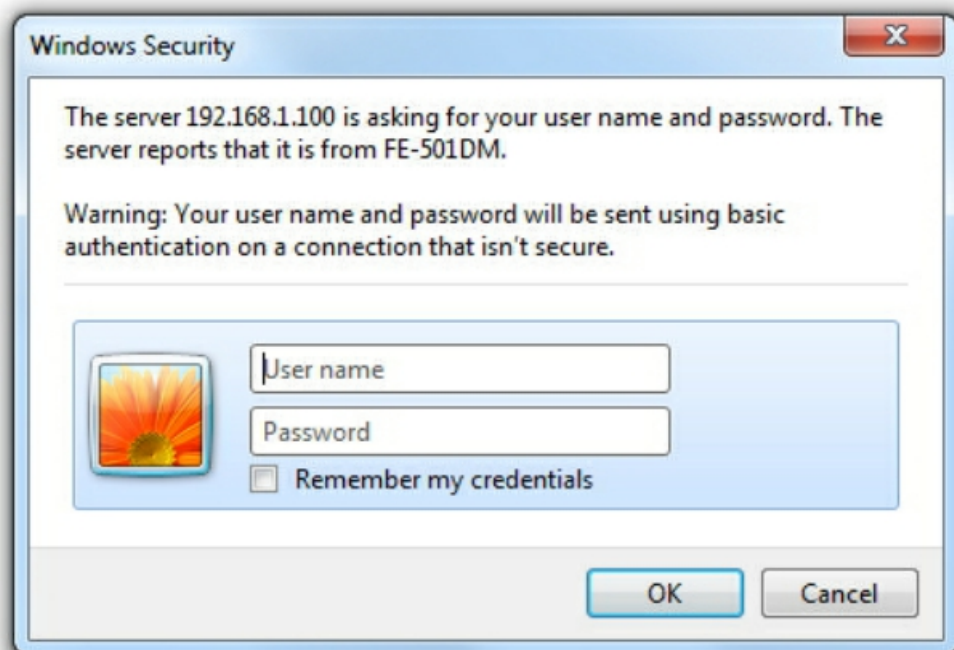 Windows Security
The server 192.168.1.100 is asking for your user name and password. The
server reports that it is from FE-501DM.
Warning: Your user name and password will be sent using basic
authentication on a connection that isn't secure.
User name
Password
Remember my credentials
OK
Cancel